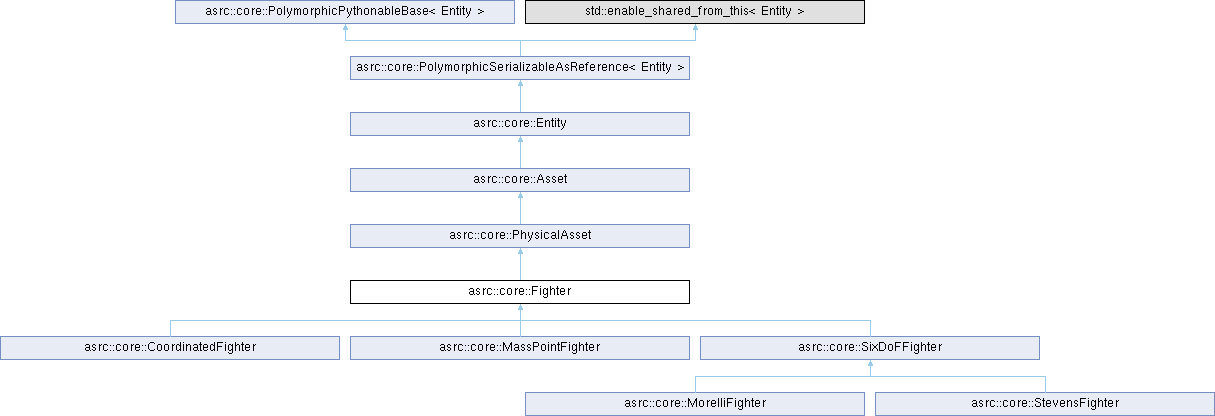 asrc::core::PolymorphicPythonableBase< Entity >
std::enable_shared_from_this< Entity >
asrc::core::PolymorphicSerializableAsReference< Entity >
asrc::core::Entity
asrc::core::Asset
asrc::core::PhysicalAsset
asrc::core::Fighter
asrc::core::CoordinatedFighter
asrc::core::MassPointFighter
asrc::core::SixDoFFighter
asrc::core::MorelliFighter
asrc::core::StevensFighter